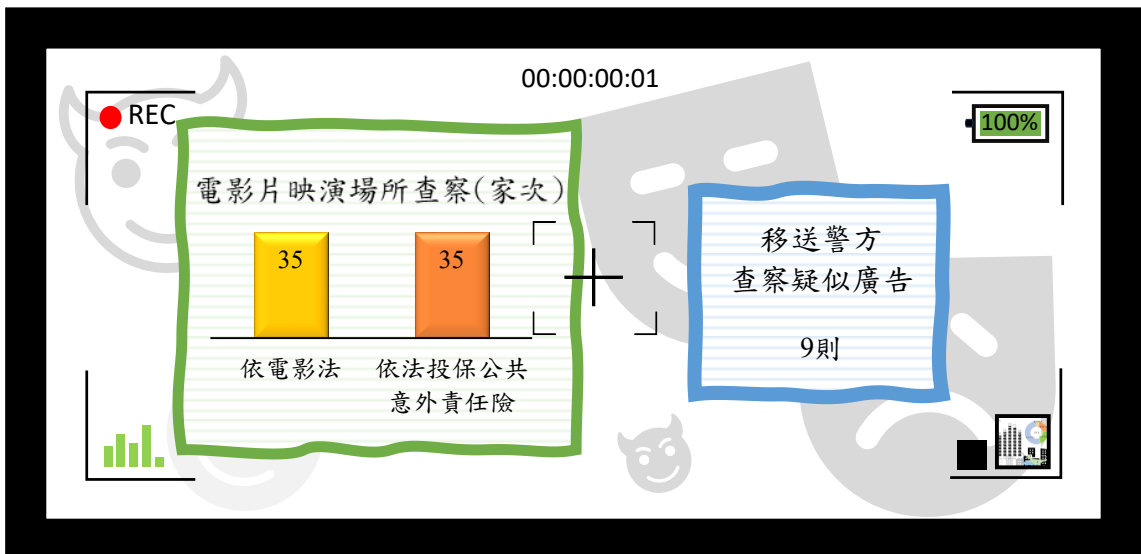 00:00:00:01
REC
100%
電影片映演場所查察(家次)
35
35
依電影法
依法投保公共
意外責任險
移送警方
查察疑似廣告
9則